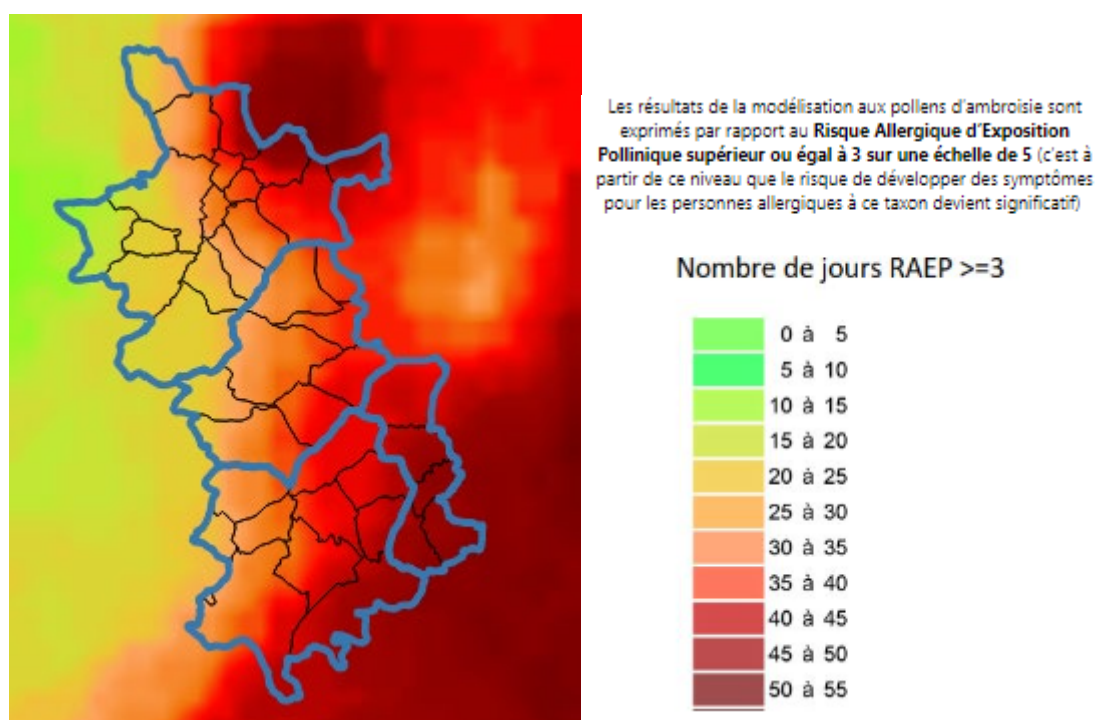 Les résultats de la modélisation aux pollens d'ambroisie sont
exprimés par rapport au Risque Allergique d'Exposition
Pollinique supérieur ou égal à 3 sur une échelle de 5 (c'est à
partir de ce niveau que le risque de développer des symptômes
pour les personnes allergiques à ce taxon devient significatif)
Nombre de jours RAEP >=3
0 à 5
5 à 10
10 à 15
15 à 20
20 à 25
25 à 30
30 à 35
35 à 40
40 à 45
45 à 50
50 à 55